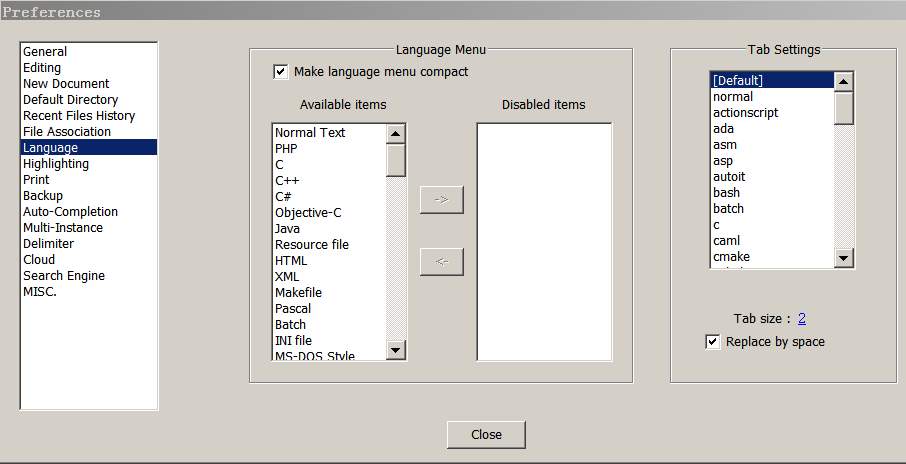 Preferences
General
Editing
New Document
Default Directory
Recent Files History
File Association
Language
Highlighting
Print
Backup
Auto-Completion
Multi-Instance
Delimiter
Cloud
Search Engine
MISC.
Language Menu
Make language menu compact
Available items
Normal Text
PHP
C
C++
C#
Objective-C
Java
Resource file
HTML
XML
Makefile
Pascal
Batch
INI file
MS-DOS Style
->
<-
Disabled items
Tab Settings
[Default]
normal
actionscript
ada
asm
asp
autoit
bash
batch
c
caml
cmake
Tab size : 2
Replace by space
Close